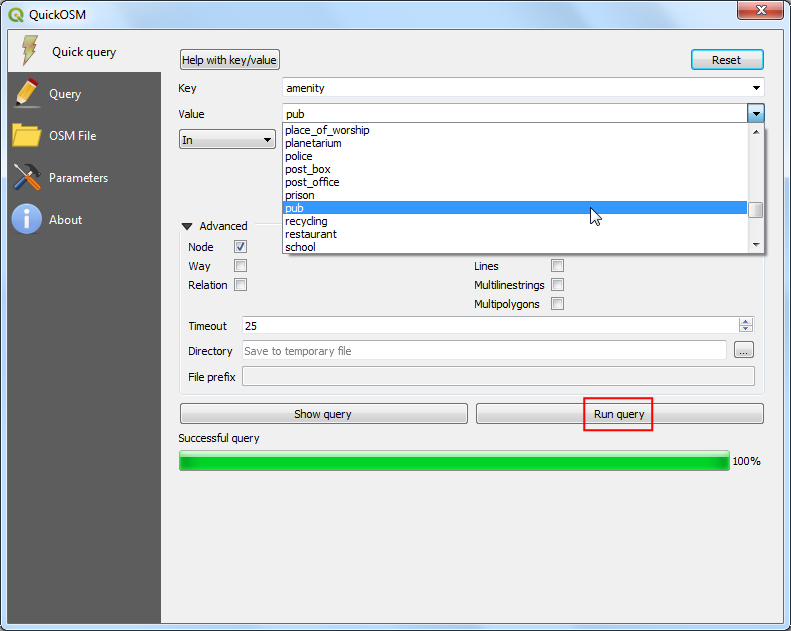 QuickOSM
Quick query
Query
OSM File
Parameters
About
Help with key/value
Reset
Key
amenity
Value
pub
In
place_of_worship
planetarium
police
post_box
post_office
prison
pub
recycling
restaurant
school
Advanced
Node
Way
Lines
Relation
Multilinestrings
Multipolygons
Timeout
25
Directory
Save to temporary file
...
File prefix
Show query
Run query
Successful query
100%